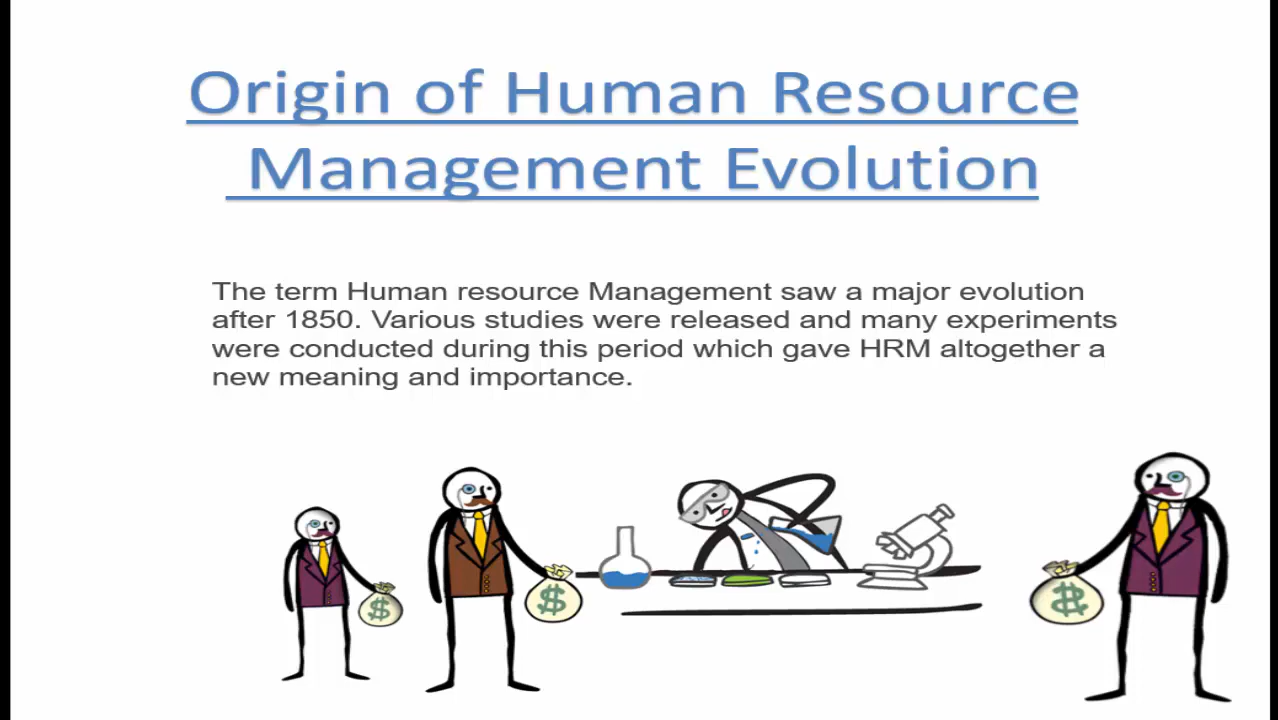 Origin of Human Resource
Management Evolution
The term Human resource Management saw a major evolution
after 1850. Various studies were released and many experiments
were conducted during this period which gave HRM altogether a
new meaning and importance.
$
$
$